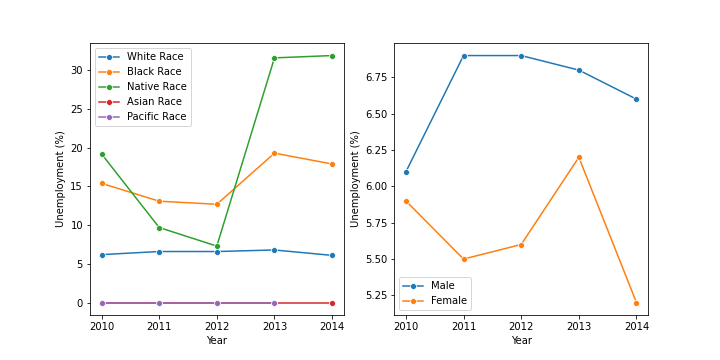 White Race
Black Race
Native Race
Asian Race
Pacific Race
Unemployment (%)
30
25
20
15
10
5
0
2010 2011 2012 2013 2014
Year
Unemployment (%)
6.75
6.50
6.25
6.00
5.75
5.50
5.25
Male
Female
2010 2011 2012 2013 2014
Year